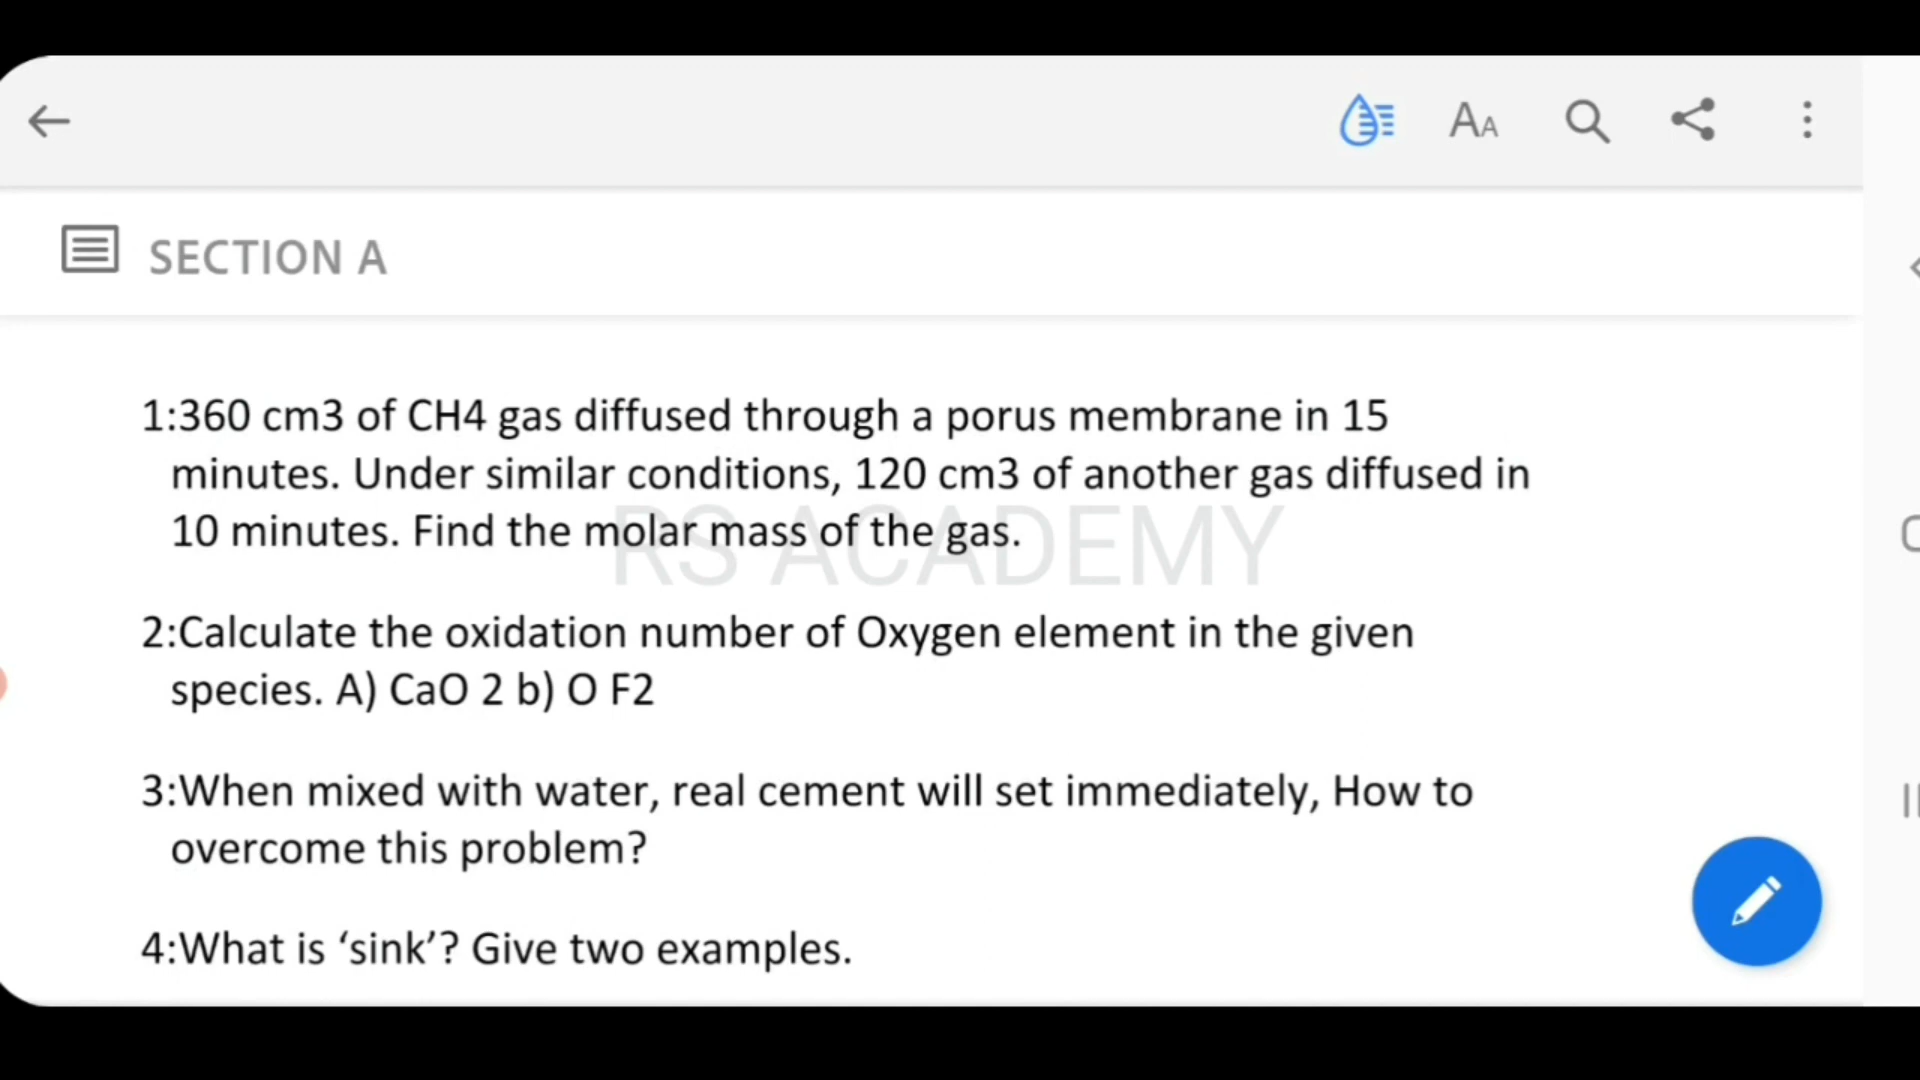 AA
SECTION A
1:360 cm3 of CH4 gas diffused through a porus membrane in 15
minutes. Under similar conditions, 120 cm3 of another gas diffused in
10 minutes. Find the molar mass of the gas.
RS ACADEMY
2:Calculate the oxidation number of Oxygen element in the given
species. A) CaO 2 b) O F2
3:When mixed with water, real cement will set immediately, How to
overcome this problem?
4:What is ‘sink’? Give two examples.